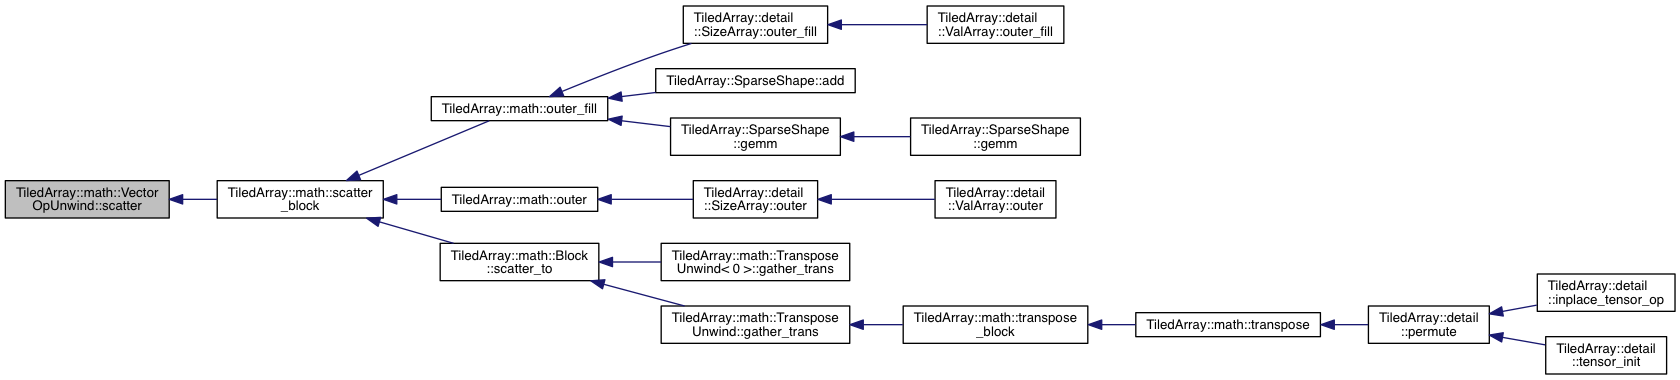 TiledArray::math::Vector
OpUnwind::scatter
TiledArray::math::scatter
_block
TiledArray::math::outer_fill
TiledArray::detail
::SizeArray::outer_fill
TiledArray::detail
::ValArray::outer_fill
TiledArray::SparseShape::add
TiledArray::SparseShape
::gemm
TiledArray::SparseShape
::gemm
TiledArray::math::outer
TiledArray::detail
::SizeArray::outer
TiledArray::detail
::ValArray::outer
TiledArray::math::Block
::scatter_to
TiledArray::math::Transpose
Unwind< 0 >::gather_trans
TiledArray::math::Transpose
Unwind::gather_trans
TiledArray::math::transpose
_block
TiledArray::math::transpose
TiledArray::detail
::permute
TiledArray::detail
::inplace_tensor_op
TiledArray::detail
::tensor_init